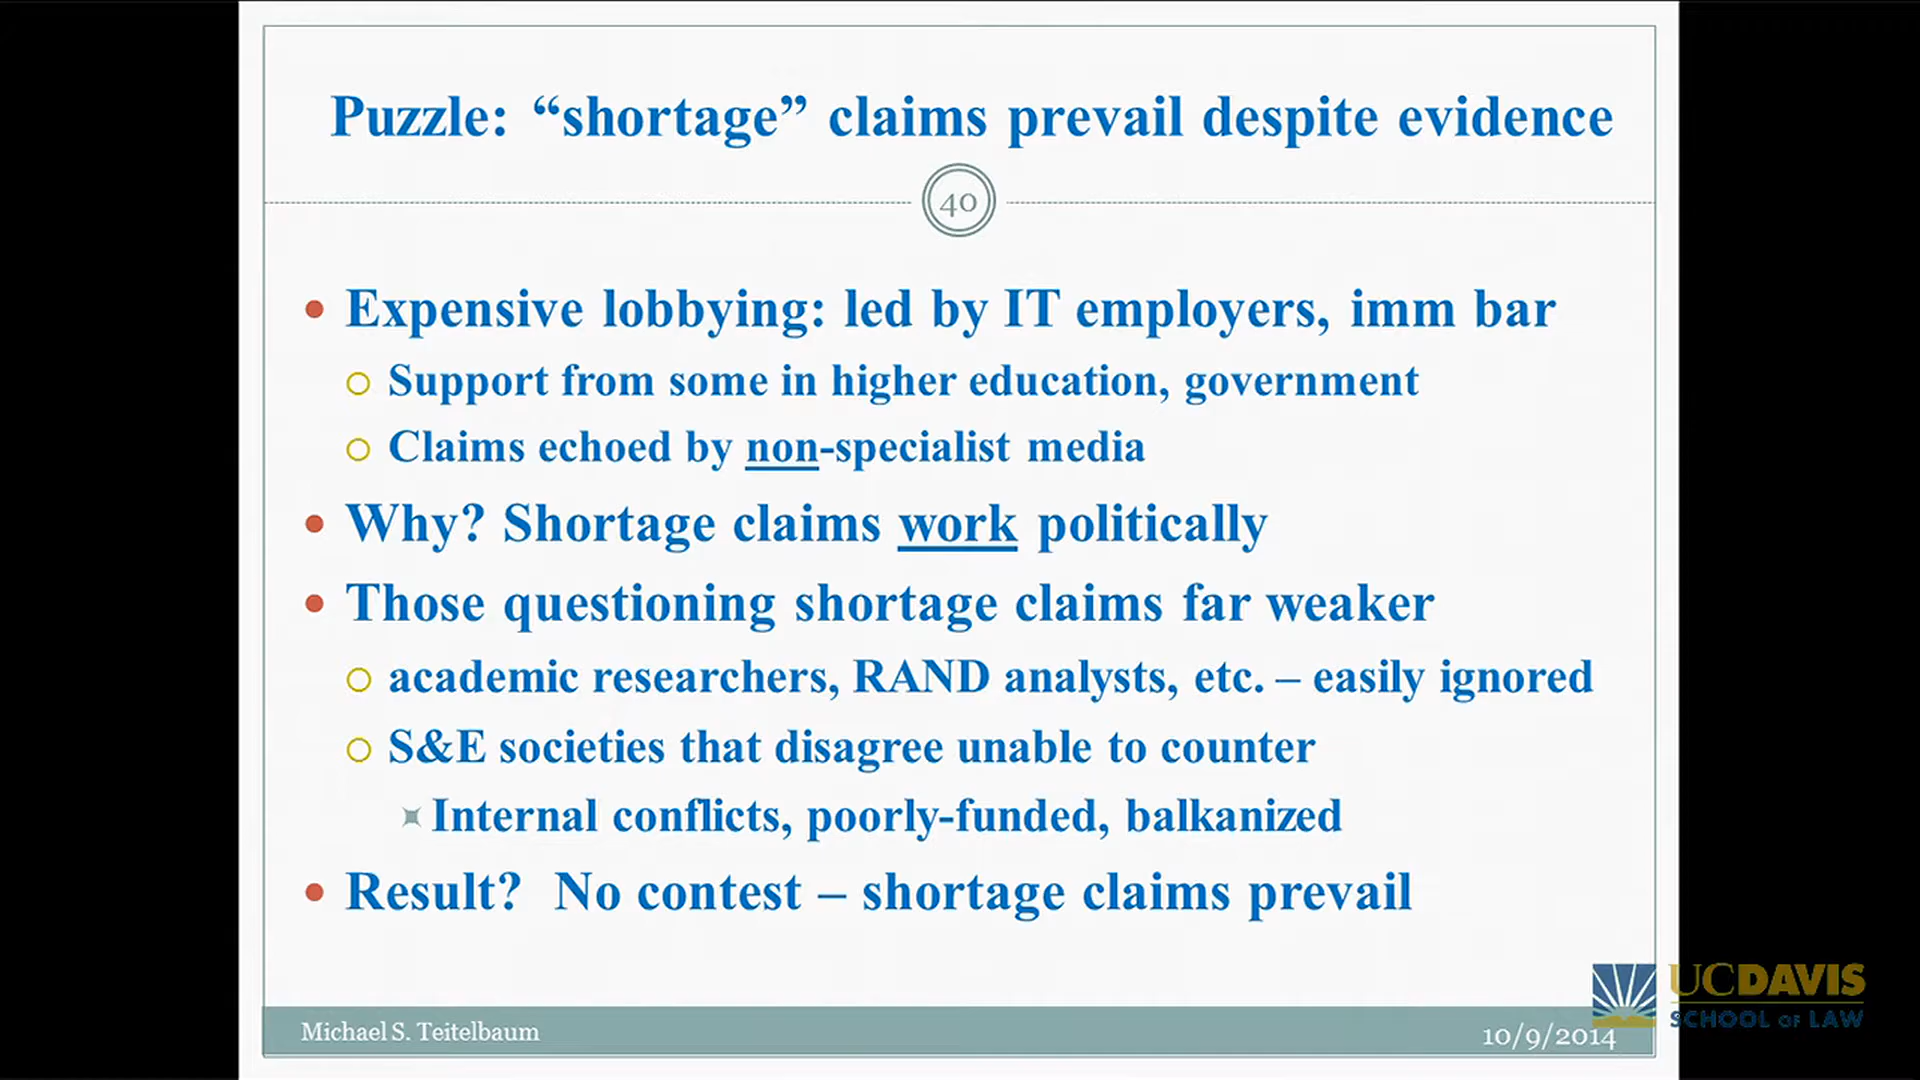 Puzzle: “shortage” claims prevail despite evidence
40
Expensive lobbying: led by IT employers, imm bar
Support from some in higher education, government
Claims echoed by non-specialist media
Why? Shortage claims work politically
Those questioning shortage claims far weaker
academic researchers, RAND analysts, etc. – easily ignored
S&E societies that disagree unable to counter
Internal conflicts, poorly-funded, balkanized
Result? No contest – shortage claims prevail
UCDAVIS
SCHOOL OF LAW
Michael S. Teitelbaum
10/9/2014